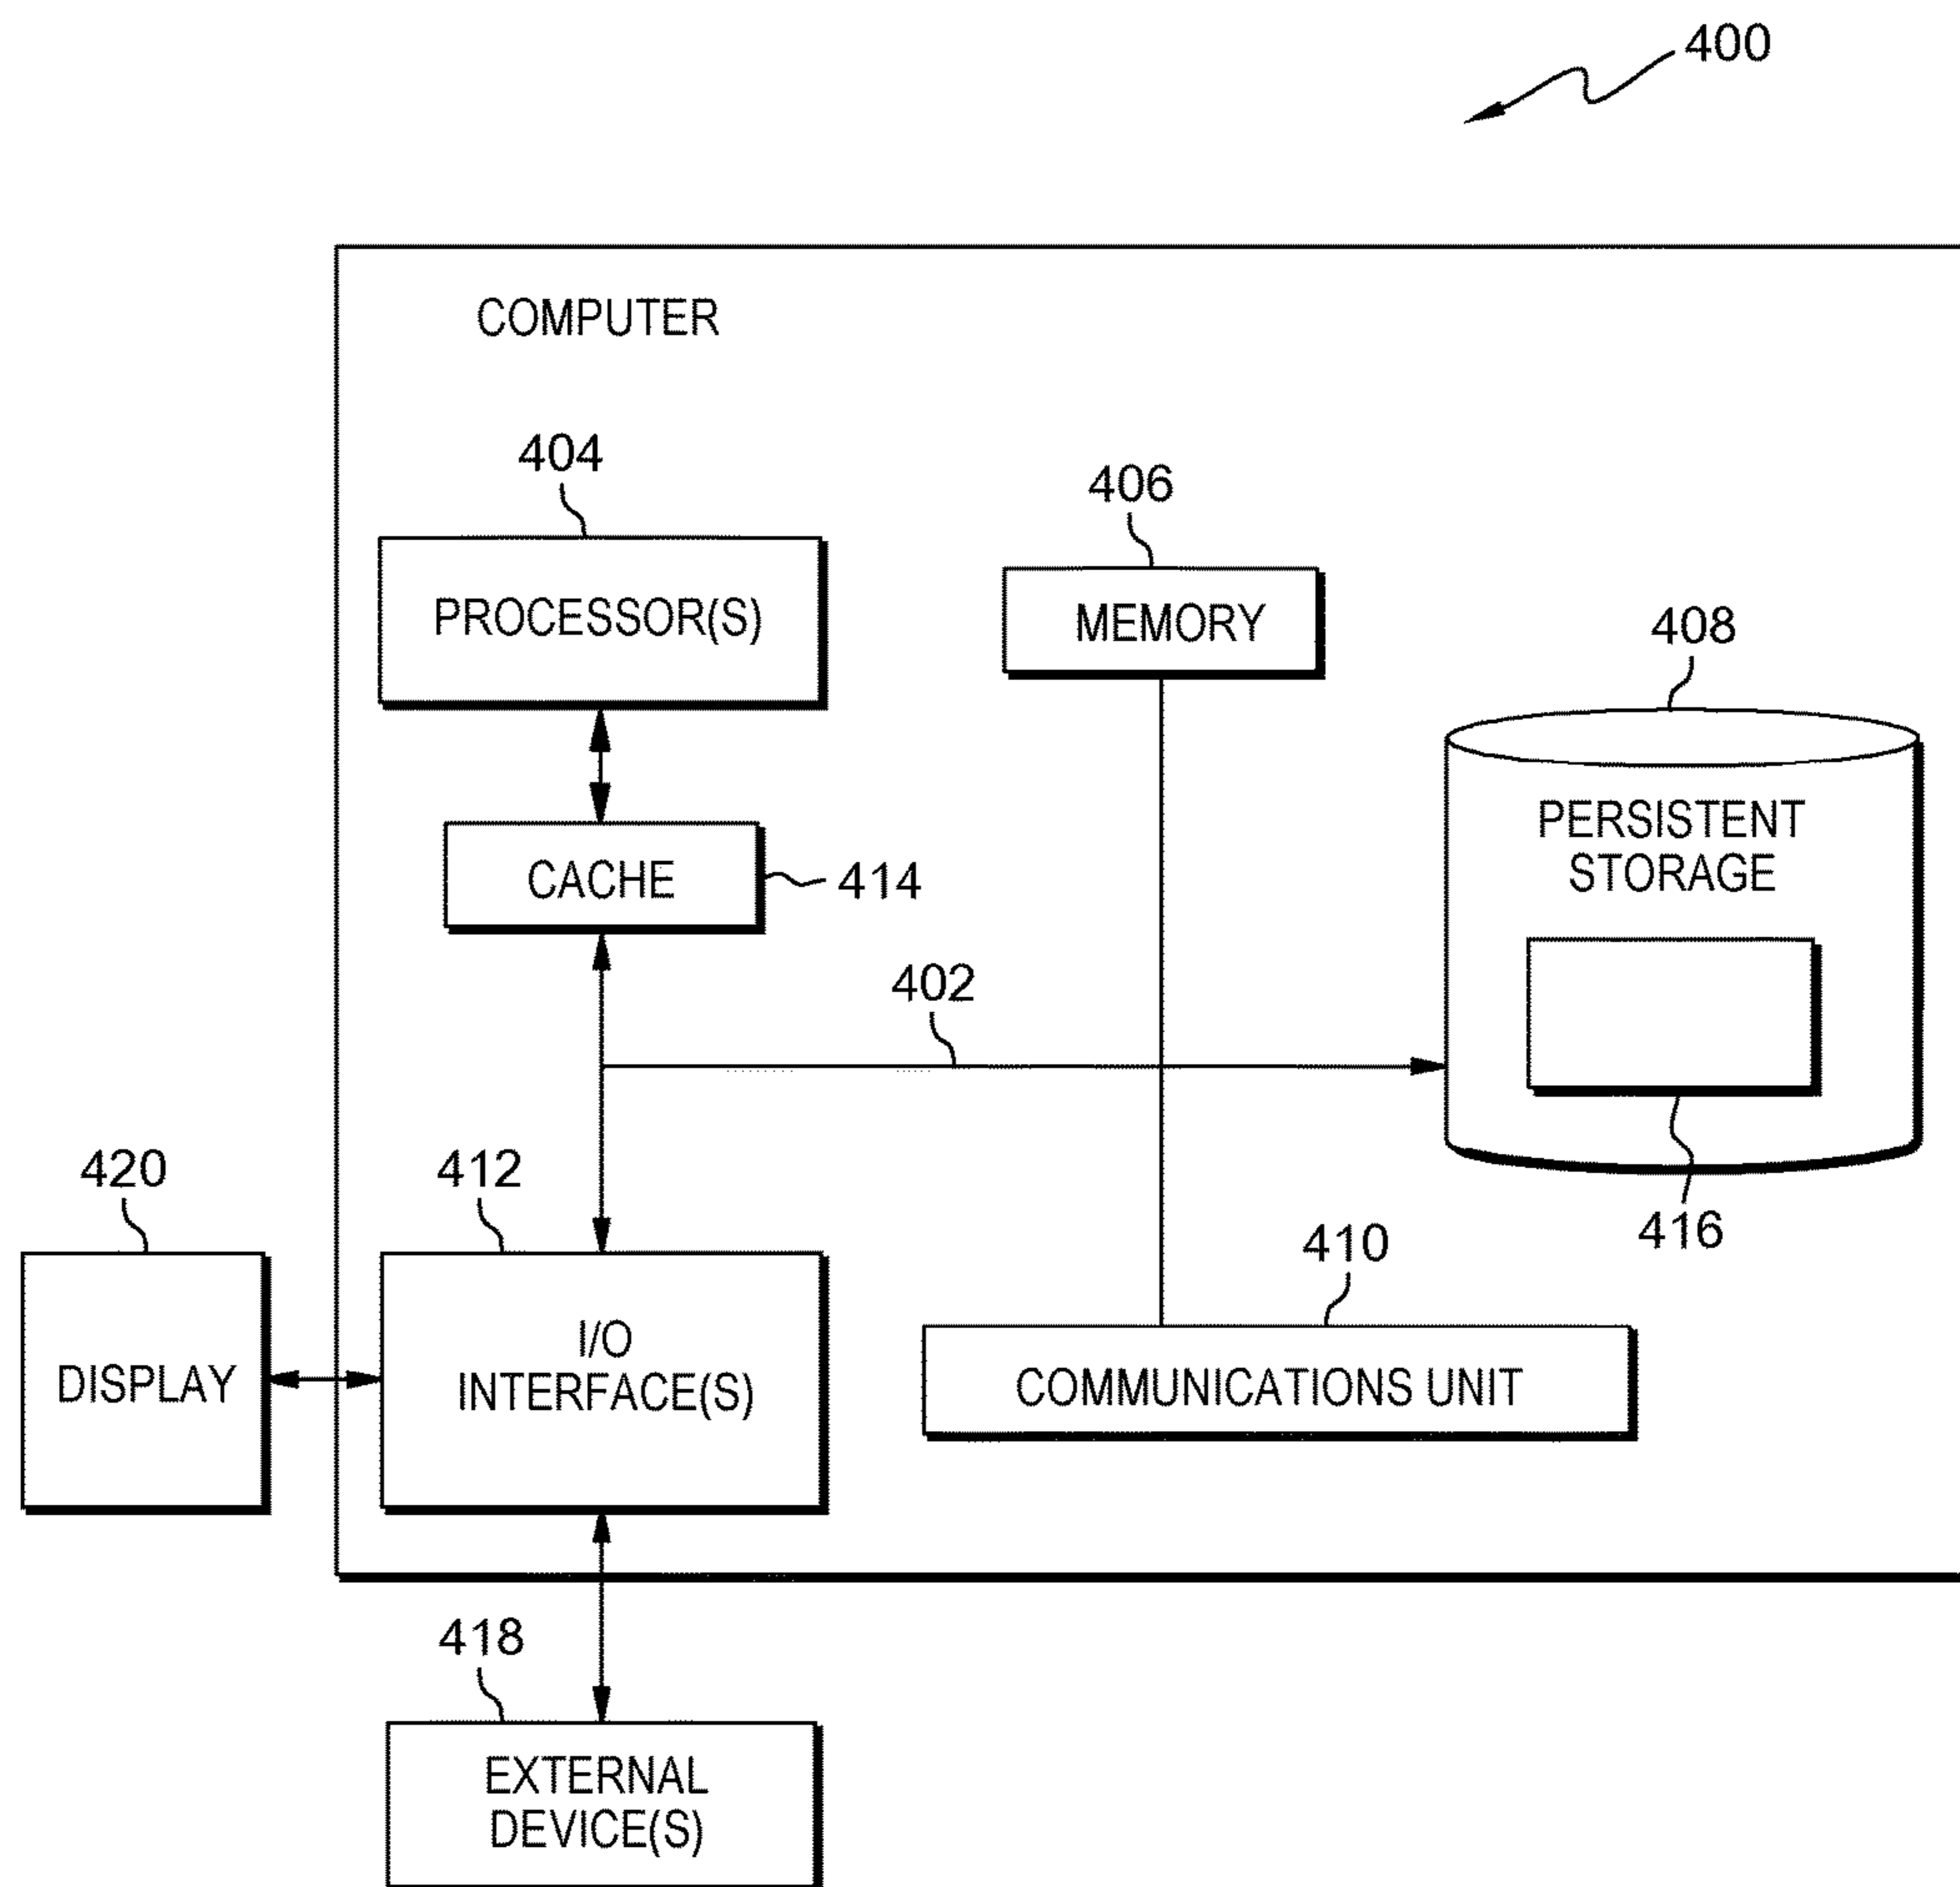 400
COMPUTER
404
406
PROCESSOR(S)
MEMORY
408
PERSISTENT
STORAGE
CACHE
414
402
416
420
412
410
I/O
INTERFACE(S)
DISPLAY
COMMUNICATIONS UNIT
418
EXTERNAL
DEVICE(S)